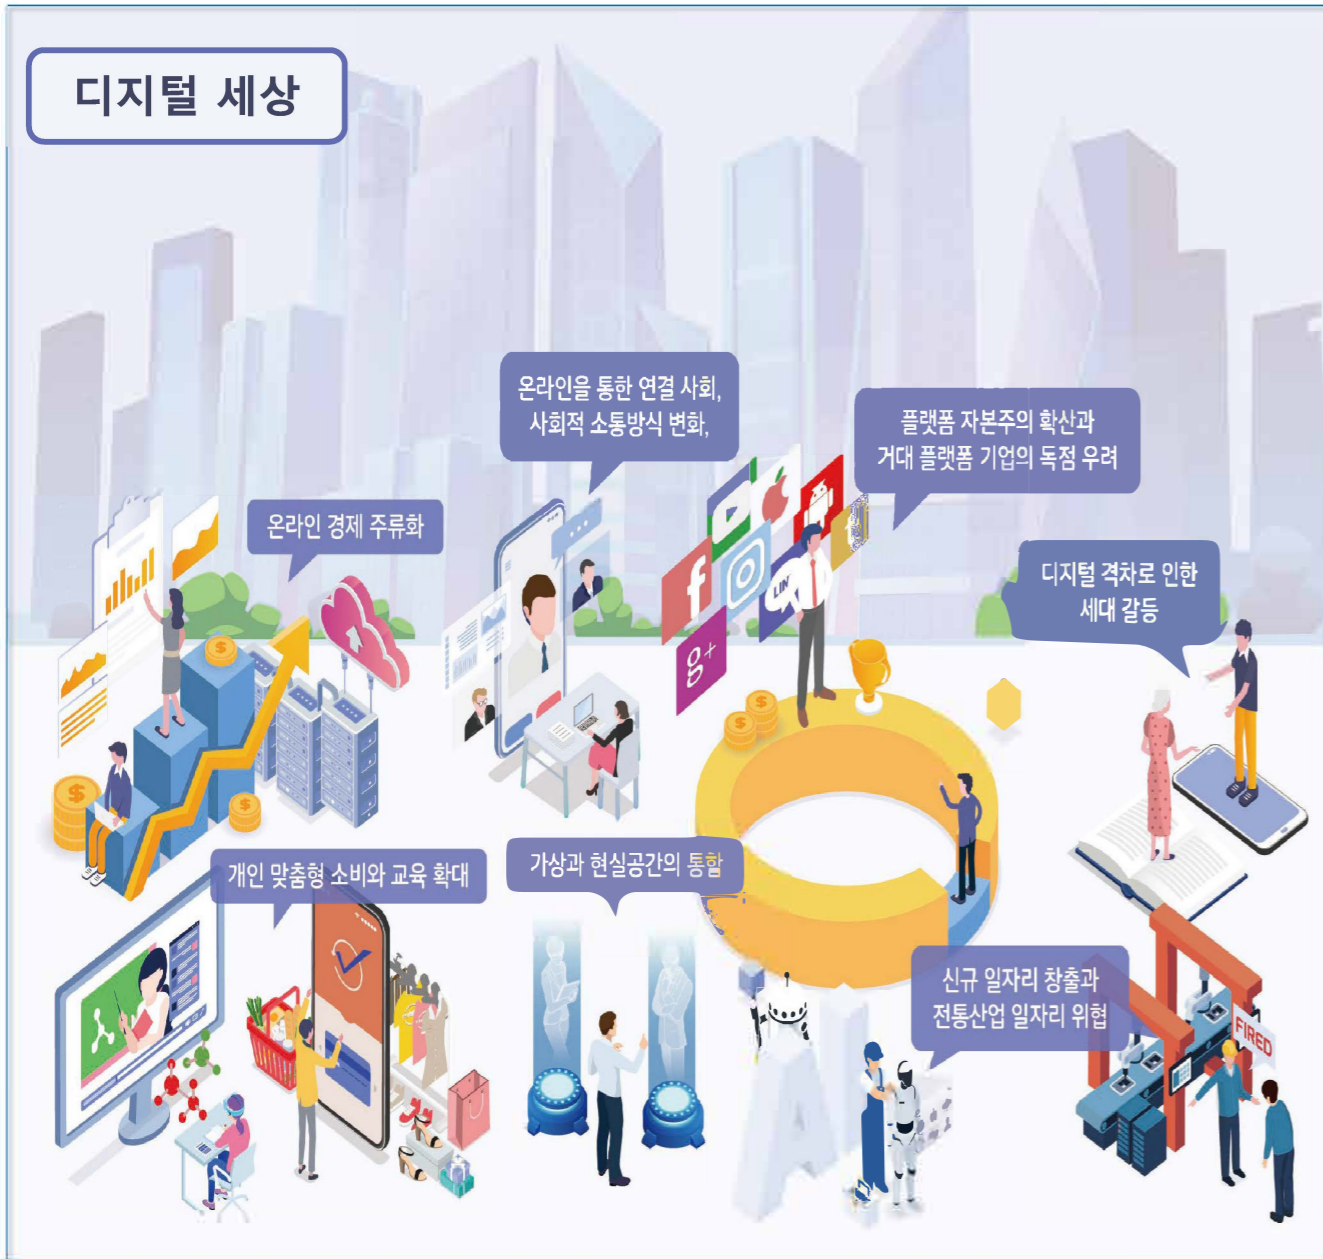 디지털 세상
온라인을 통한 연결 사회,
사회적 소통방식 변화,
플랫폼 자본주의 확산과
거대 플랫폼 기업의 독점 우려
온라인 경제 주류화
디지털 격차로 인한
세대 갈등
f
LIN
t
g+
개인 맞춤형 소비와 교육 확대
가상과 현실공간의 통합
신규 일자리 창출과
전통산업 일자리 위협
FIRED
AI